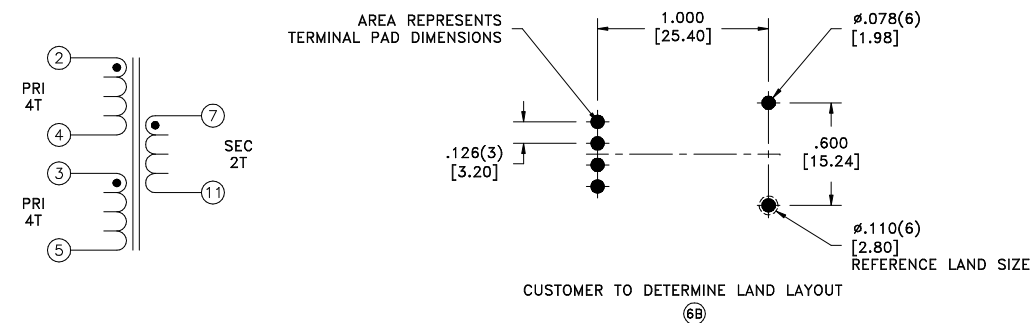 2
PRI
4T
4
3
PRI
4T
5
7
SEC
2T
11
AREA REPRESENTS
TERMINAL PAD DIMENSIONS
1.000
[25.40]
ø.078(6)
[1.98]
.126(3)
[3.20]
.600
[15.24]
ø.110(6)
[2.80]
REFERENCE LAND SIZE
CUSTOMER TO DETERMINE LAND LAYOUT
6B